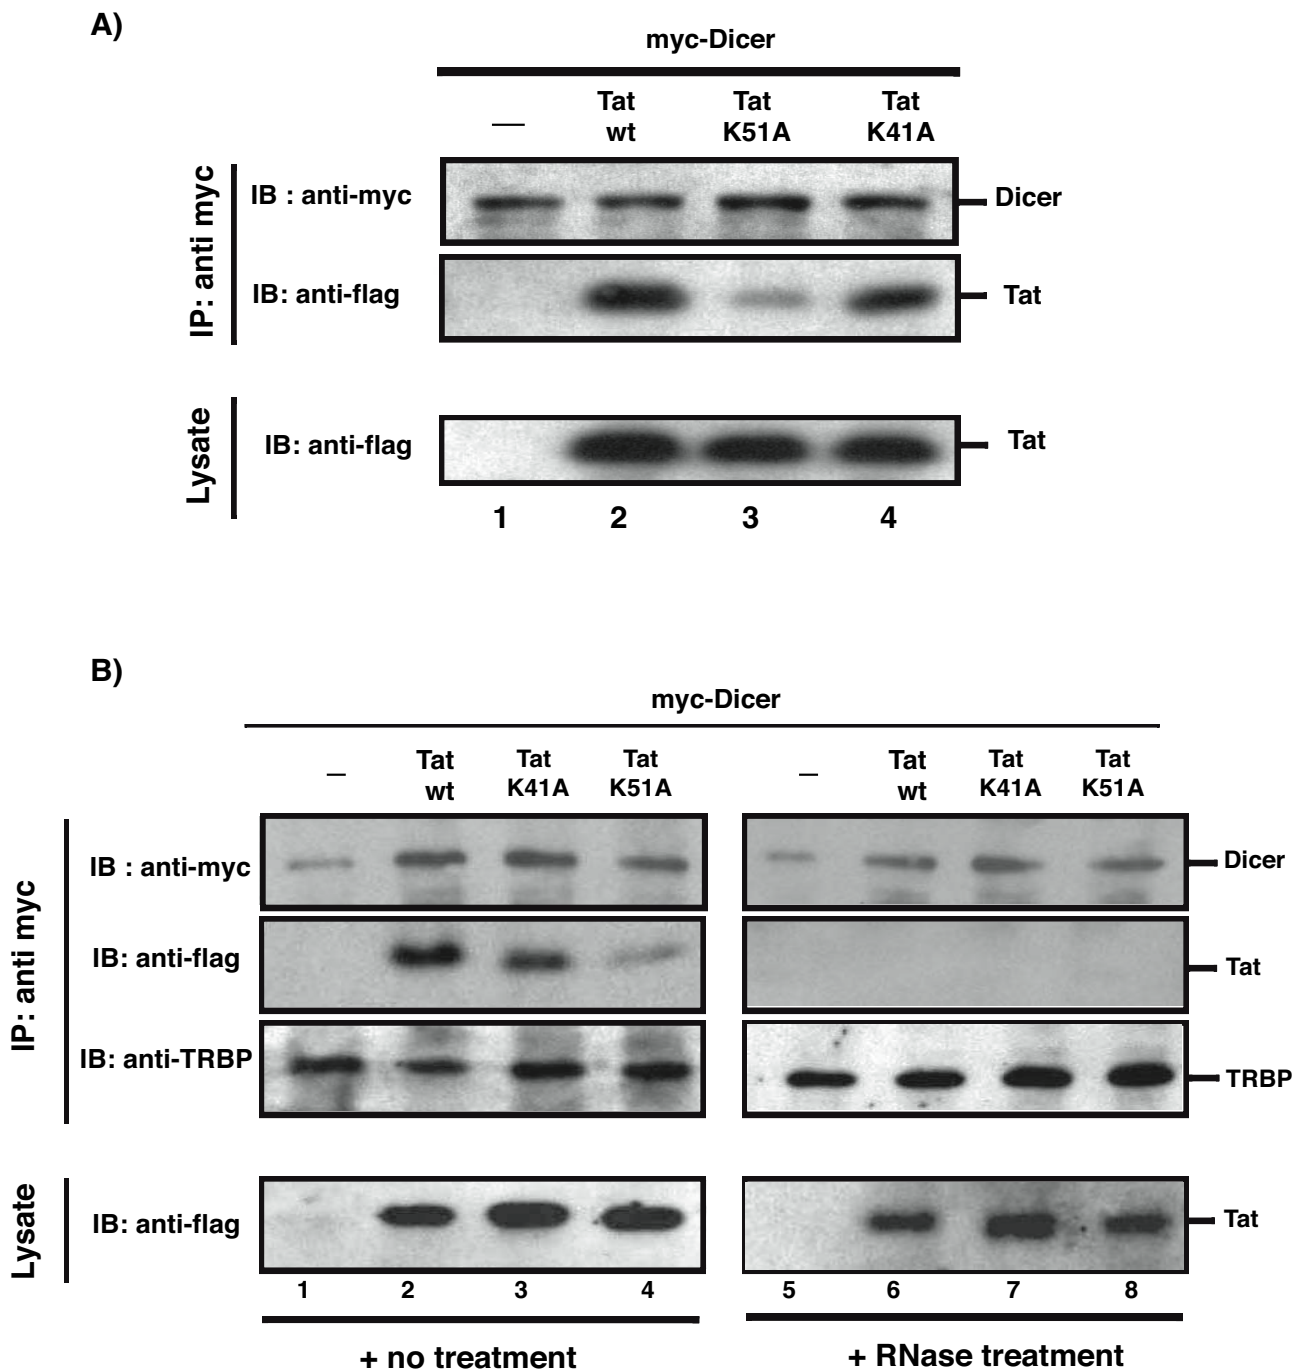 A)
myc-Dicer
— Tat wt Tat K51A Tat K41A
IP: anti myc
IB : anti-myc
Dicer
IB: anti-flag
Tat
Lysate
IB: anti-flag
Tat
1 2 3 4
B)
myc-Dicer
– Tat wt Tat K41A Tat K51A – Tat wt Tat K41A Tat K51A
IP: anti myc
IB : anti-myc
Dicer
IB: anti-flag
Tat
IB: anti-TRBP
TRBP
Lysate
IB: anti-flag
Tat
1 2 3 4 5 6 7 8
+ no treatment + RNase treatment